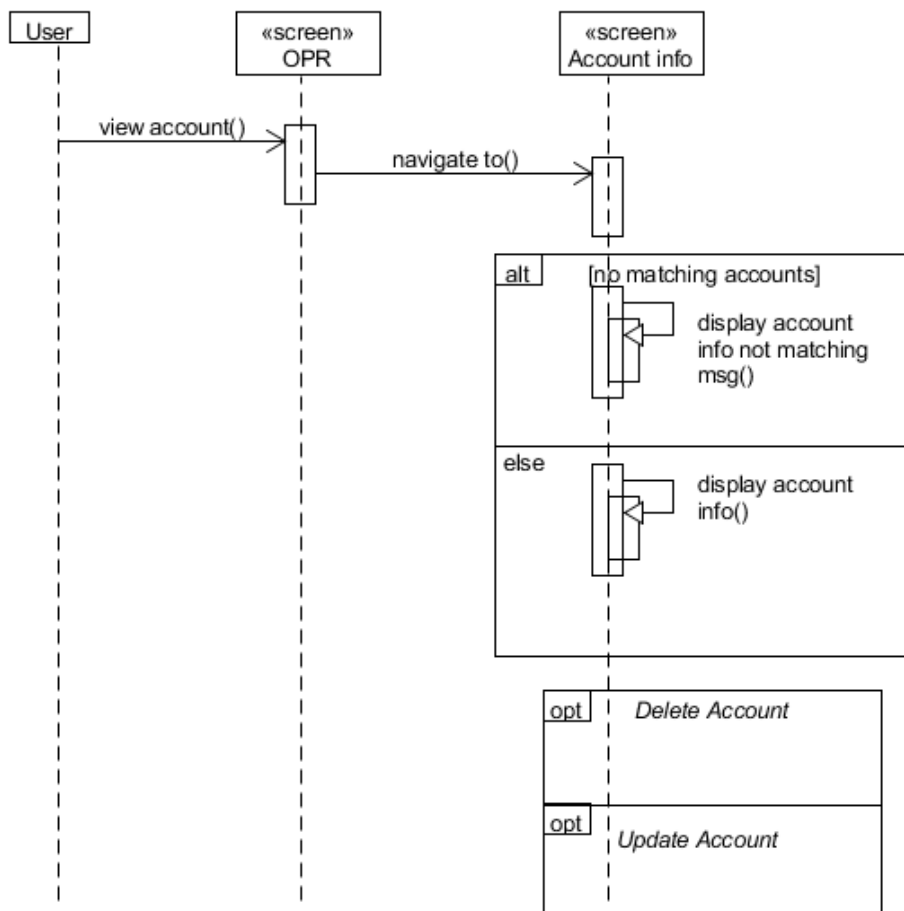 User
«screen»
OPR
«screen»
Account info
view account()
navigate to()
alt
[no matching accounts]
display account
info not matching
msg()
else
display account
info()
opt
Delete Account
opt
Update Account